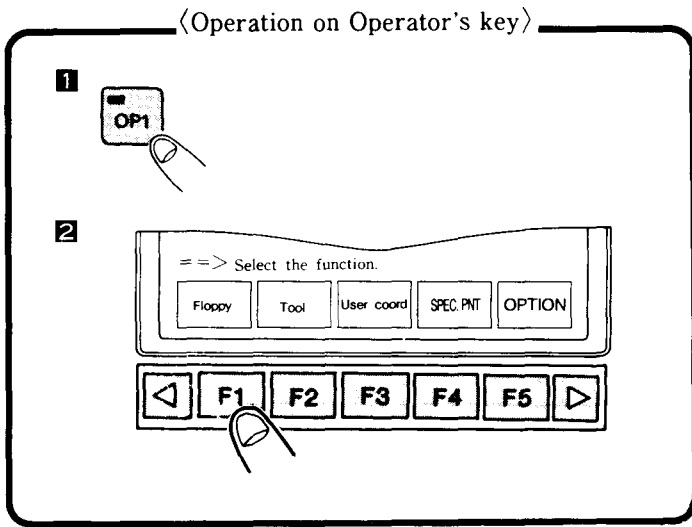 〈Operation on Operator's key〉
1
OP1
2
==> Select the function.
Floppy Tool User coord SPEC. PNT OPTION
F1 F2 F3 F4 F5